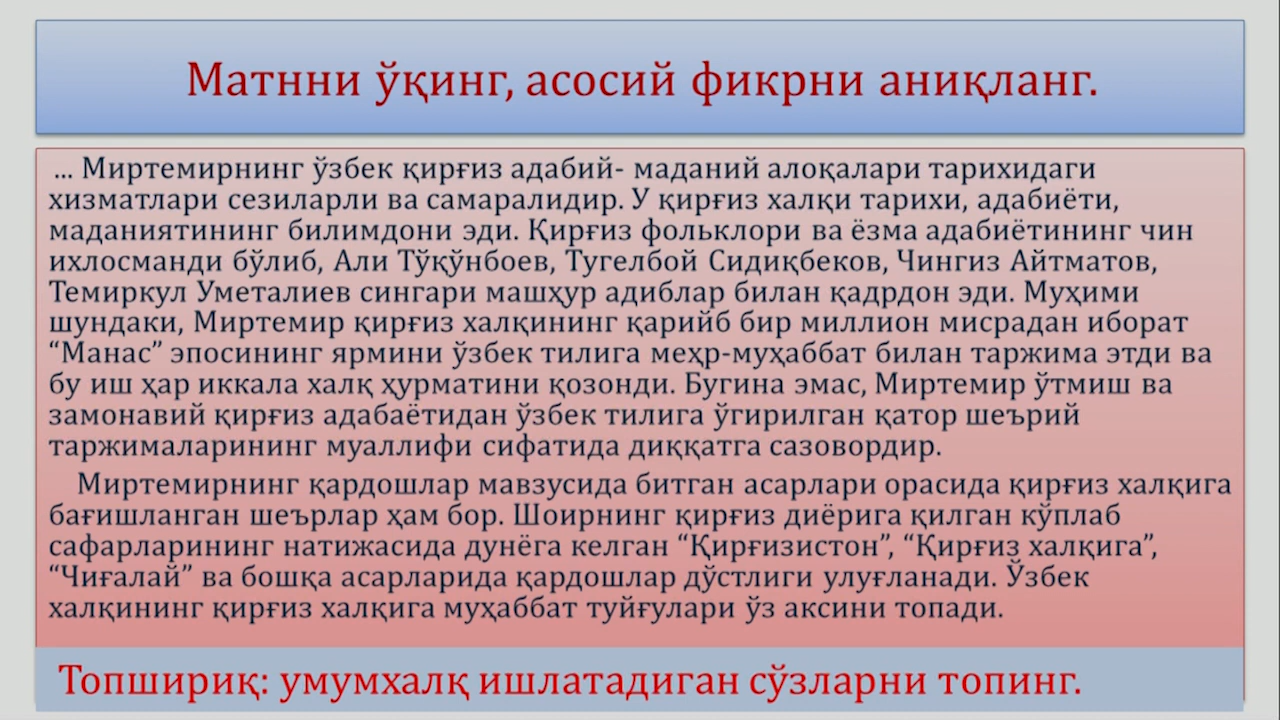 Матнни ўқинг, асосий фикрни аниқланг.
... Миртемирнинг ўзбек қирғиз адабий- маданий алоқалари тарихидаги
хизматлари сезиларли ва самаралидир. У қирғиз халқи тарихи, адабиёти,
маданиятининг билимдони эди. Қирғиз фольклори ва ёзма адабиётининг чин
ихлосманди бўлиб, Али Тўқўнбоев, Тугелбой Сидиқбеков, Чингиз Айтматов,
Темиркул Уметалиев сингари машҳур адиблар билан қадрдон эди. Муҳими
шундаки, Миртемир қирғиз халқининг қарийб бир миллион мисрадан иборат
“Манас” эпосининг ярмини ўзбек тилига меҳр-муҳаббат билан таржима этди ва
бу иш ҳар иккала халқ ҳурматини қозонди. Бугина эмас, Миртемир ўтмиш ва
замонавий қирғиз адабаётидан ўзбек тилига ўгирилган қатор шеърий
таржималарининг муаллифи сифатида диққатга сазовордир.
Миртемирнинг қардошлар мавзусида битган асарлари орасида қирғиз халқига
бағишланган шеърлар ҳам бор. Шоирнинг қирғиз диёрига қилган кўплаб
сафарларининг натижасида дунёга келган “Қирғизистон”, “Қирғиз халқига”,
“Чиғалай” ва бошқа асарларида қардошлар дўстлиги улуғланади. Ўзбек
халқининг қирғиз халқига муҳаббат туйғулари ўз аксини топади.
Топшириқ: умумхалқ ишлатадиган сўзларни топинг.